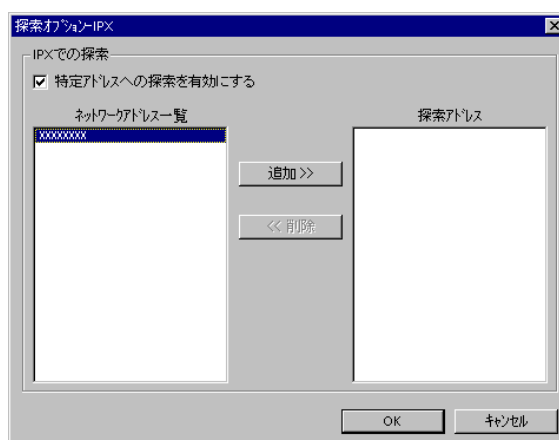 探索ｵﾌﾟｼｮﾝ-IPX
IPXでの探索
特定ｱﾄﾞﾚｽへの探索を有効にする
ﾈｯﾄﾜｰｸｱﾄﾞﾚｽ一覧
探索ｱﾄﾞﾚｽ
XXXXXXXX
追加 >>
<< 削除
OK
ｷｬﾝｾﾙ